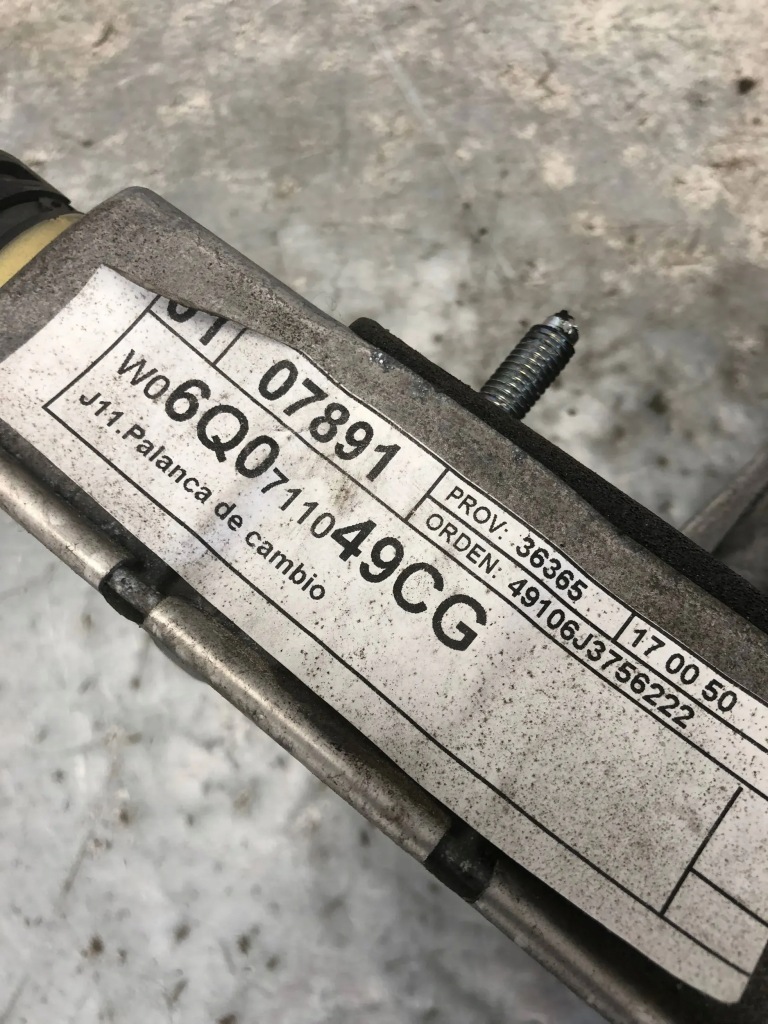 07891
PROV: 36365
17 00 50
ORDEN: 49106J3756222
W06Q0711049CG
J11.Palanca de cambio